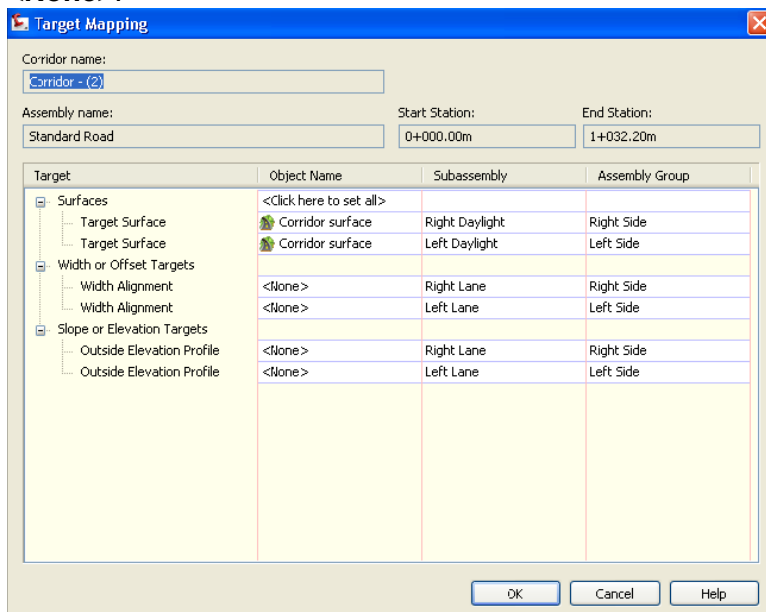 Target Mapping
Corridor name:
Corridor - (2)
Assembly name:
Start Station:
End Station:
Standard Road
0+000.00m
1+032.20m
Target Object Name Subassembly Assembly Group
Surfaces <Click here to set all>
Target Surface Corridor surface Right Daylight Right Side
Target Surface Corridor surface Left Daylight Left Side
Width or Offset Targets
Width Alignment <None> Right Lane Right Side
Width Alignment <None> Left Lane Left Side
Slope or Elevation Targets
Outside Elevation Profile <None> Right Lane Right Side
Outside Elevation Profile <None> Left Lane Left Side
OK Cancel Help